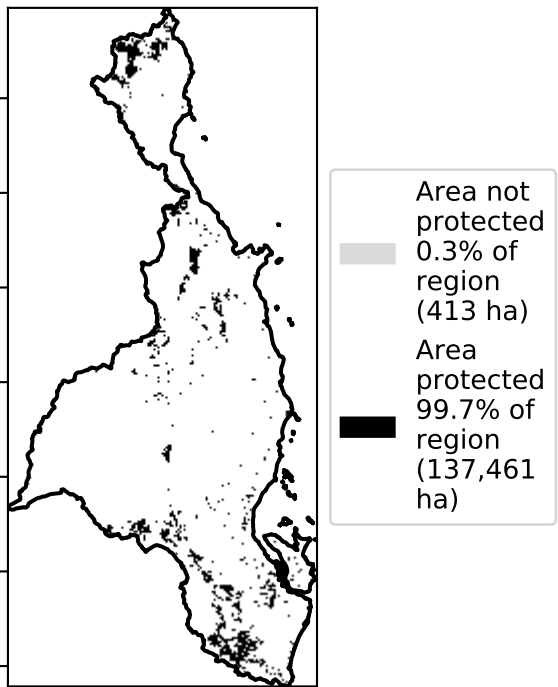 Area not
protected
0.3% of
region
(413 ha)
Area
protected
99.7% of
region
(137,461
ha)